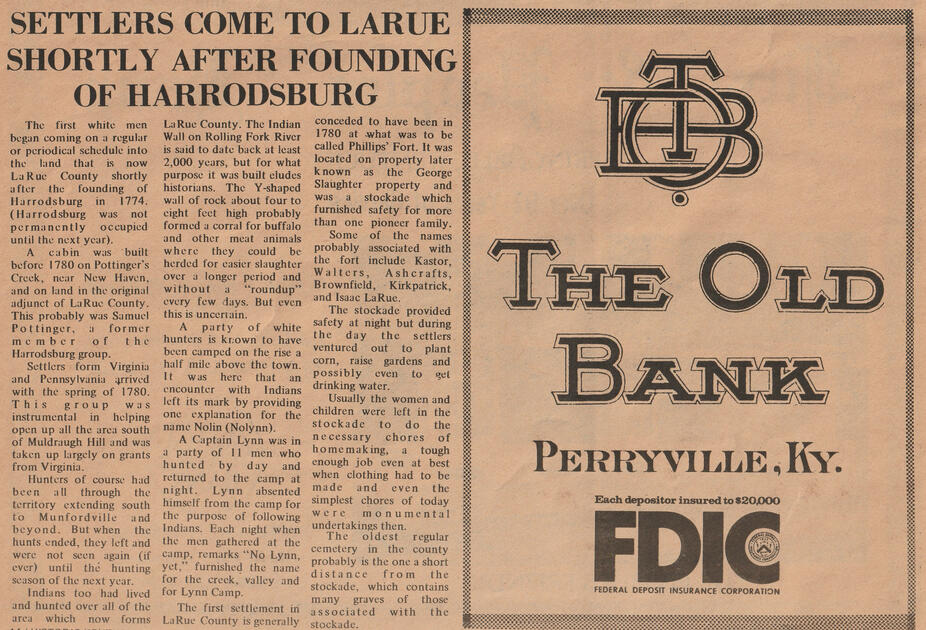 SETTLERS COME TO LARUE
SHORTLY AFTER FOUNDING
OF HARRODSBURG
The first white men
began coming on a regular
or periodical schedule into
the land that is now
LaRue County shortly
after the founding of
Harrodsburg in 1774.
(Harrodsburg was not
permanently occupied
until the next year).
A cabin was built
before 1780 on Pottinger's
Creek, near New Haven,
and on land in the original
adjunct of LaRue County.
This probably was Samuel
Pottinger, a former
member of the
Harrodsburg group.
Settlers form Virginia
and Pennsylvania arrived
with the spring of 1780.
This group was
instrumental in helping
open up all the area south
of Muldraugh Hill and was
taken up largely on grants
from Virginia.
Hunters of course had
been all through the
territory extending south
to Munfordville and
beyond. But when the
hunts ended, they left and
were not seen again (if
ever) until the hunting
season of the next year.
Indians too had lived
and hunted over all of the
area which now forms
LaRue County. The Indian
Wall on Rolling Fork River
is said to date back at least
2,000 years, but for what
purpose it was built eludes
historians. The Y-shaped
wall of rock about four to
eight feet high probably
formed a corral for buffalo
and other meat animals
where they could be
herded for easier slaughter
over a longer period and
without a "roundup"
every few days. But even
this is uncertain.
A party of white
hunters is known to have
been camped on the rise a
half mile above the town.
It was here that an
encounter with Indians
left its mark by providing
one explanation for the
name Nolin (Nolynn).
A Captain Lynn was in
a party of 11 men who
hunted by day and
returned to the camp at
night. Lynn absented
himself from the camp for
the purpose of following
Indians. Each night when
the men gathered at the
camp, remarks "No Lynn,
yet," furnished the name
for the creek, valley and
for Lynn Camp.
The first settlement in
LaRue County is generally
conceded to have been in
1780 at what was to be
called Phillips' Fort. It was
located on property later
known as the George
Slaughter property and
was a stockade which
furnished safety for more
than one pioneer family.
Some of the names
probably associated with
the fort include Kastor,
Walters, Ashcrafts,
Brownfield, Kirkpatrick,
and Isaac LaRue.
The stockade provided
safety at night but during
the day the settlers
ventured out to plant
corn, raise gardens and
possibly even to get
drinking water.
Usually the women and
children were left in the
stockade to do the
necessary chores of
homemaking, a tough
enough job even at best
when clothing had to be
made and even the
simplest chores of today
were monumental
undertakings then.
The oldest regular
cemetery in the county
probably is the one a short
distance from the
stockade, which contains
many graves of those
associated with the
stockade.
TOB
THE OLD
BANK
PERRYVILLE, KY.
Each depositor insured to $20,000
FDIC
FEDERAL DEPOSIT INSURANCE CORPORATION